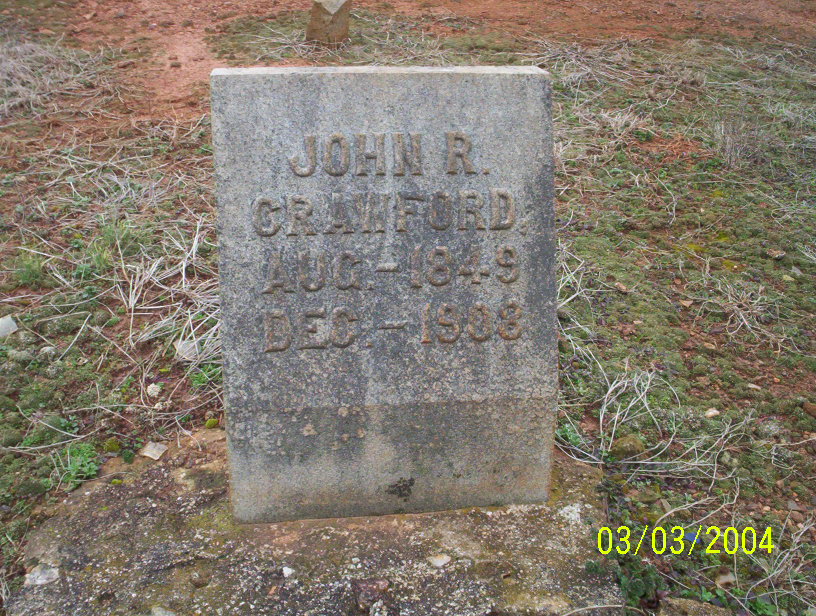 JOHN R.
CRAWFORD.
AUG.–1849
DEC.–1908
03/03/2004